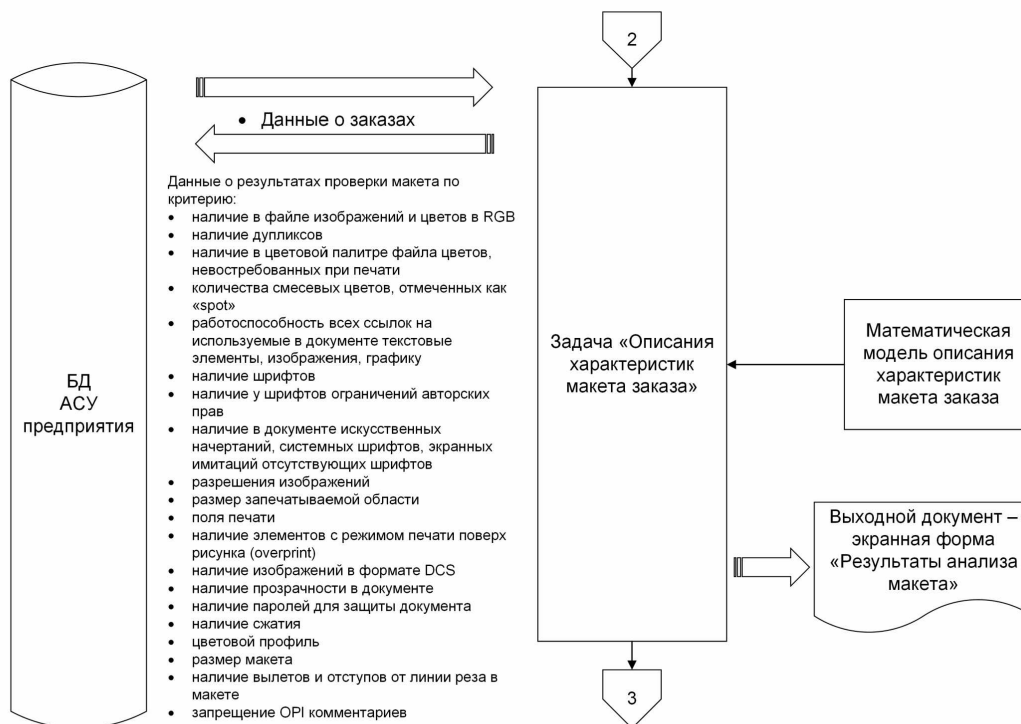 2
• Данные о заказах
Данные о результатах проверки макета по
критерию:
• наличие в файле изображений и цветов в RGB
• наличие дупликсов
• наличие в цветовой палитре файла цветов,
невостребованных при печати
• количества смесевых цветов, отмеченных как
«spot»
• работоспособность всех ссылок на
используемые в документе текстовые
элементы, изображения, графику
• наличие шрифтов
• наличие у шрифтов ограничений авторских
прав
• наличие в документе искусственных
начертаний, системных шрифтов, экранных
имитаций отсутствующих шрифтов
• разрешения изображений
• размер запечатываемой области
• поля печати
• наличие элементов с режимом печати поверх
рисунка (overprint)
• наличие изображений в формате DCS
• наличие прозрачности в документе
• наличие паролей для защиты документа
• наличие сжатия
• цветовой профиль
• размер макета
• наличие вылетов и отступов от линии реза в
макете
• запрещение OPI комментариев
БД
АСУ
предприятия
Задача «Описания
характеристик
макета заказа»
Математическая
модель описания
характеристик
макета заказа
Выходной документ –
экранная форма
«Результаты анализа
макета»
3